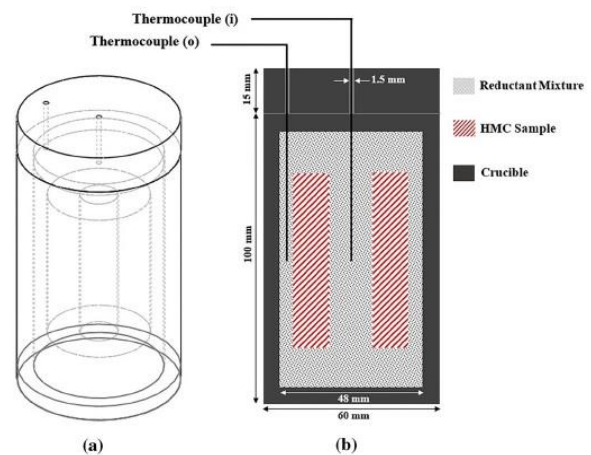 Thermocouple (i)
Thermocouple (o)
1.5 mm
15 mm
Reductant Mixture
HMC Sample
Crucible
100 mm
48 mm
60 mm
(a)
(b)